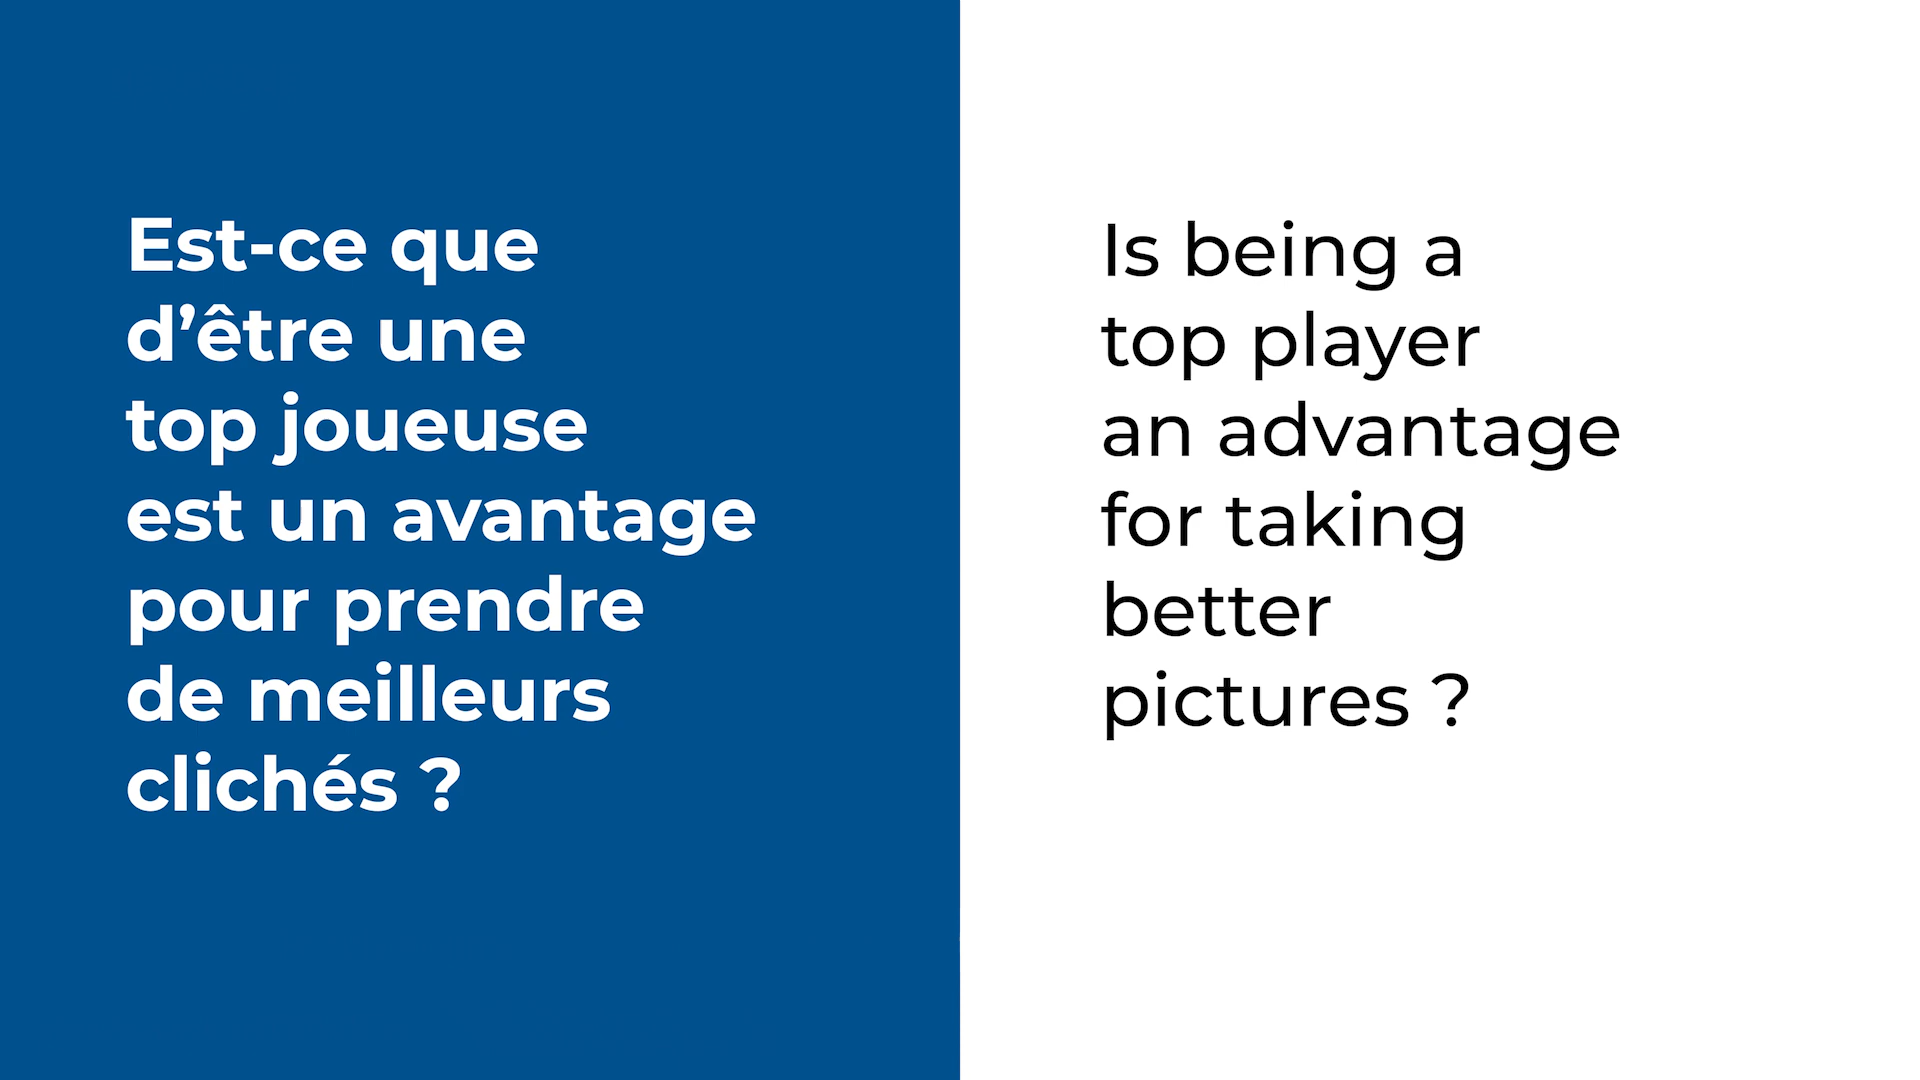 Est-ce que
d’être une
top joueuse
est un avantage
pour prendre
de meilleurs
clichés ?
Is being a
top player
an advantage
for taking
better
pictures ?